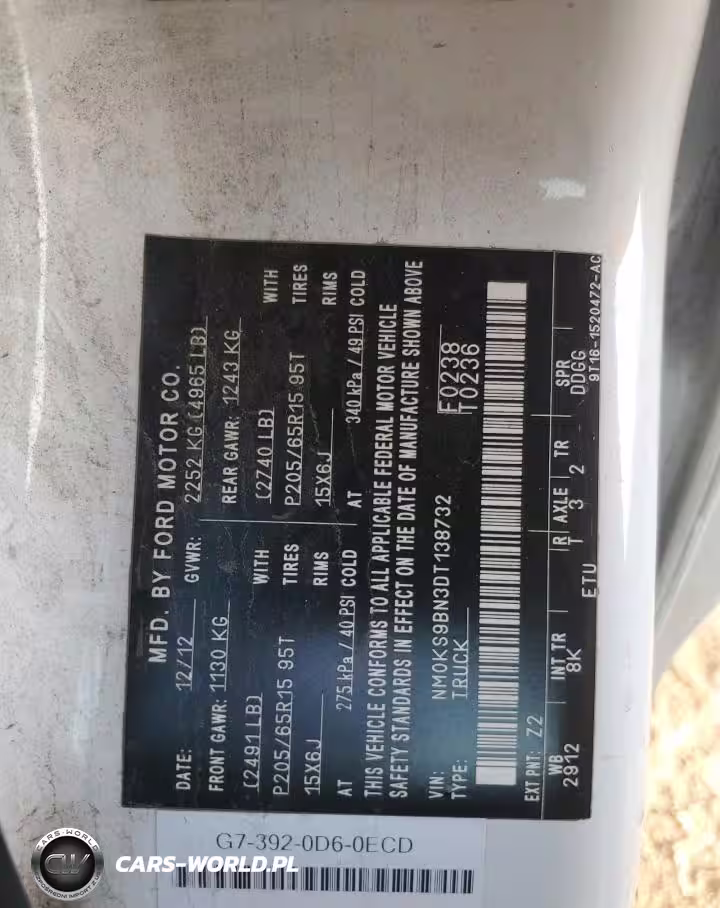 MFD. BY FORD MOTOR CO.
DATE: 12/12 GVWR: 2252 KG (4965 LB)
FRONT GAWR: 1130 KG REAR GAWR: 1243 KG
(2491 LB) WITH (2740 LB) WITH
P205/65R15 95T TIRES P205/65R15 95T TIRES
15X6J RIMS 15X6J RIMS
AT 275 kPa / 40 PSI COLD AT 340 kPa / 49 PSI COLD
THIS VEHICLE CONFORMS TO ALL APPLICABLE FEDERAL MOTOR VEHICLE
SAFETY STANDARDS IN EFFECT ON THE DATE OF MANUFACTURE SHOWN ABOVE
VIN: NM0KS9BN3DT138732 E0238
TYPE: TRUCK T0236
EXT PNT: Z2
WB INT TR R AXLE TR SPR
2912 8K T 3 2 DDGG
ETU 9T16-1520472-AC
G7-392-0D6-0ECD
CARS-WORLD
CW
CARS-WORLD.PL